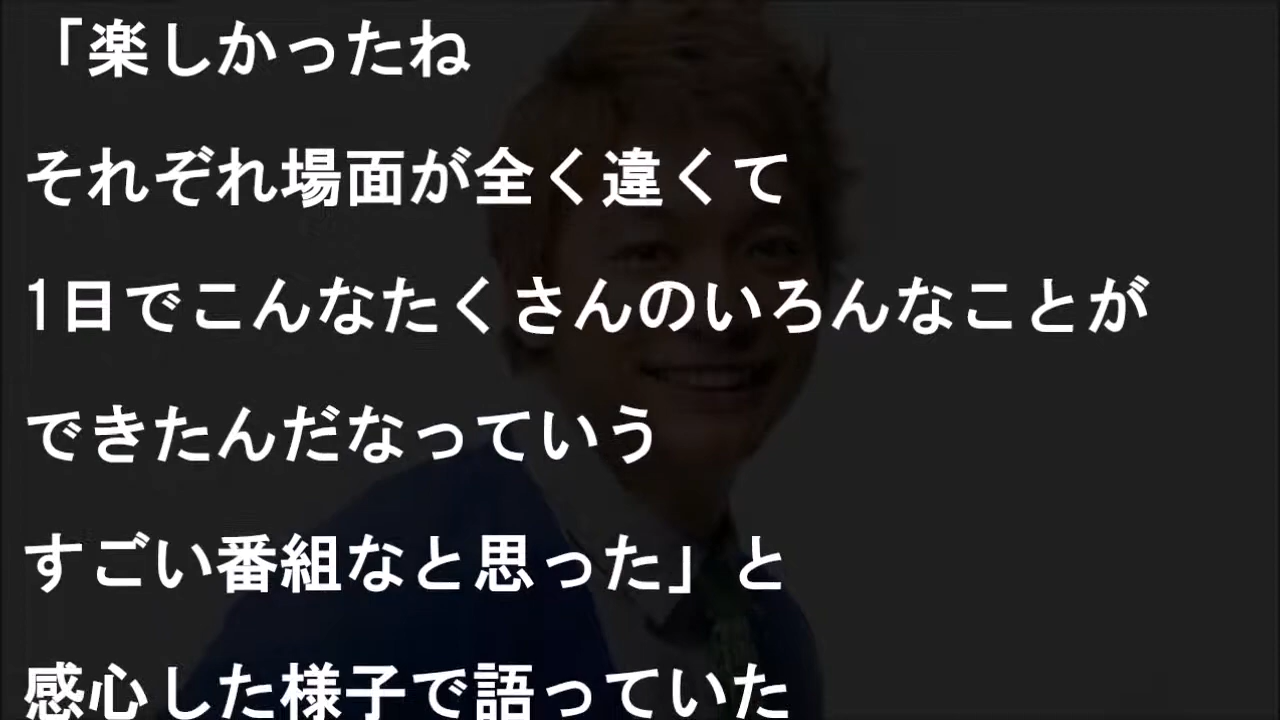 「楽しかったね
それぞれ場面が全く違くて
1日でこんなたくさんのいろんなことが
できたんだなっていう
すごい番組なと思った」と
感心した様子で語っていた